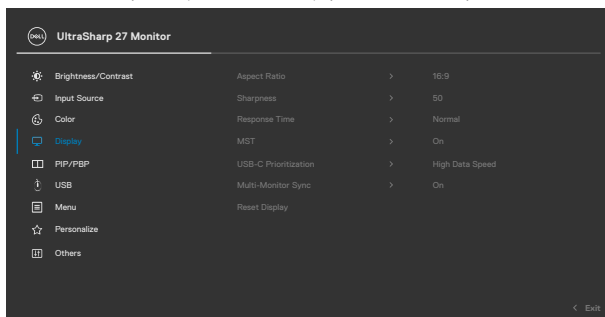 DELL UltraSharp 27 Monitor
Brightness/Contrast Aspect Ratio > 16:9
Input Source Sharpness > 50
Color Response Time > Normal
Display MST > On
PIP/PBP USB-C Prioritization > High Data Speed
USB Multi-Monitor Sync > On
Menu Reset Display
Personalize
Others
< Exit